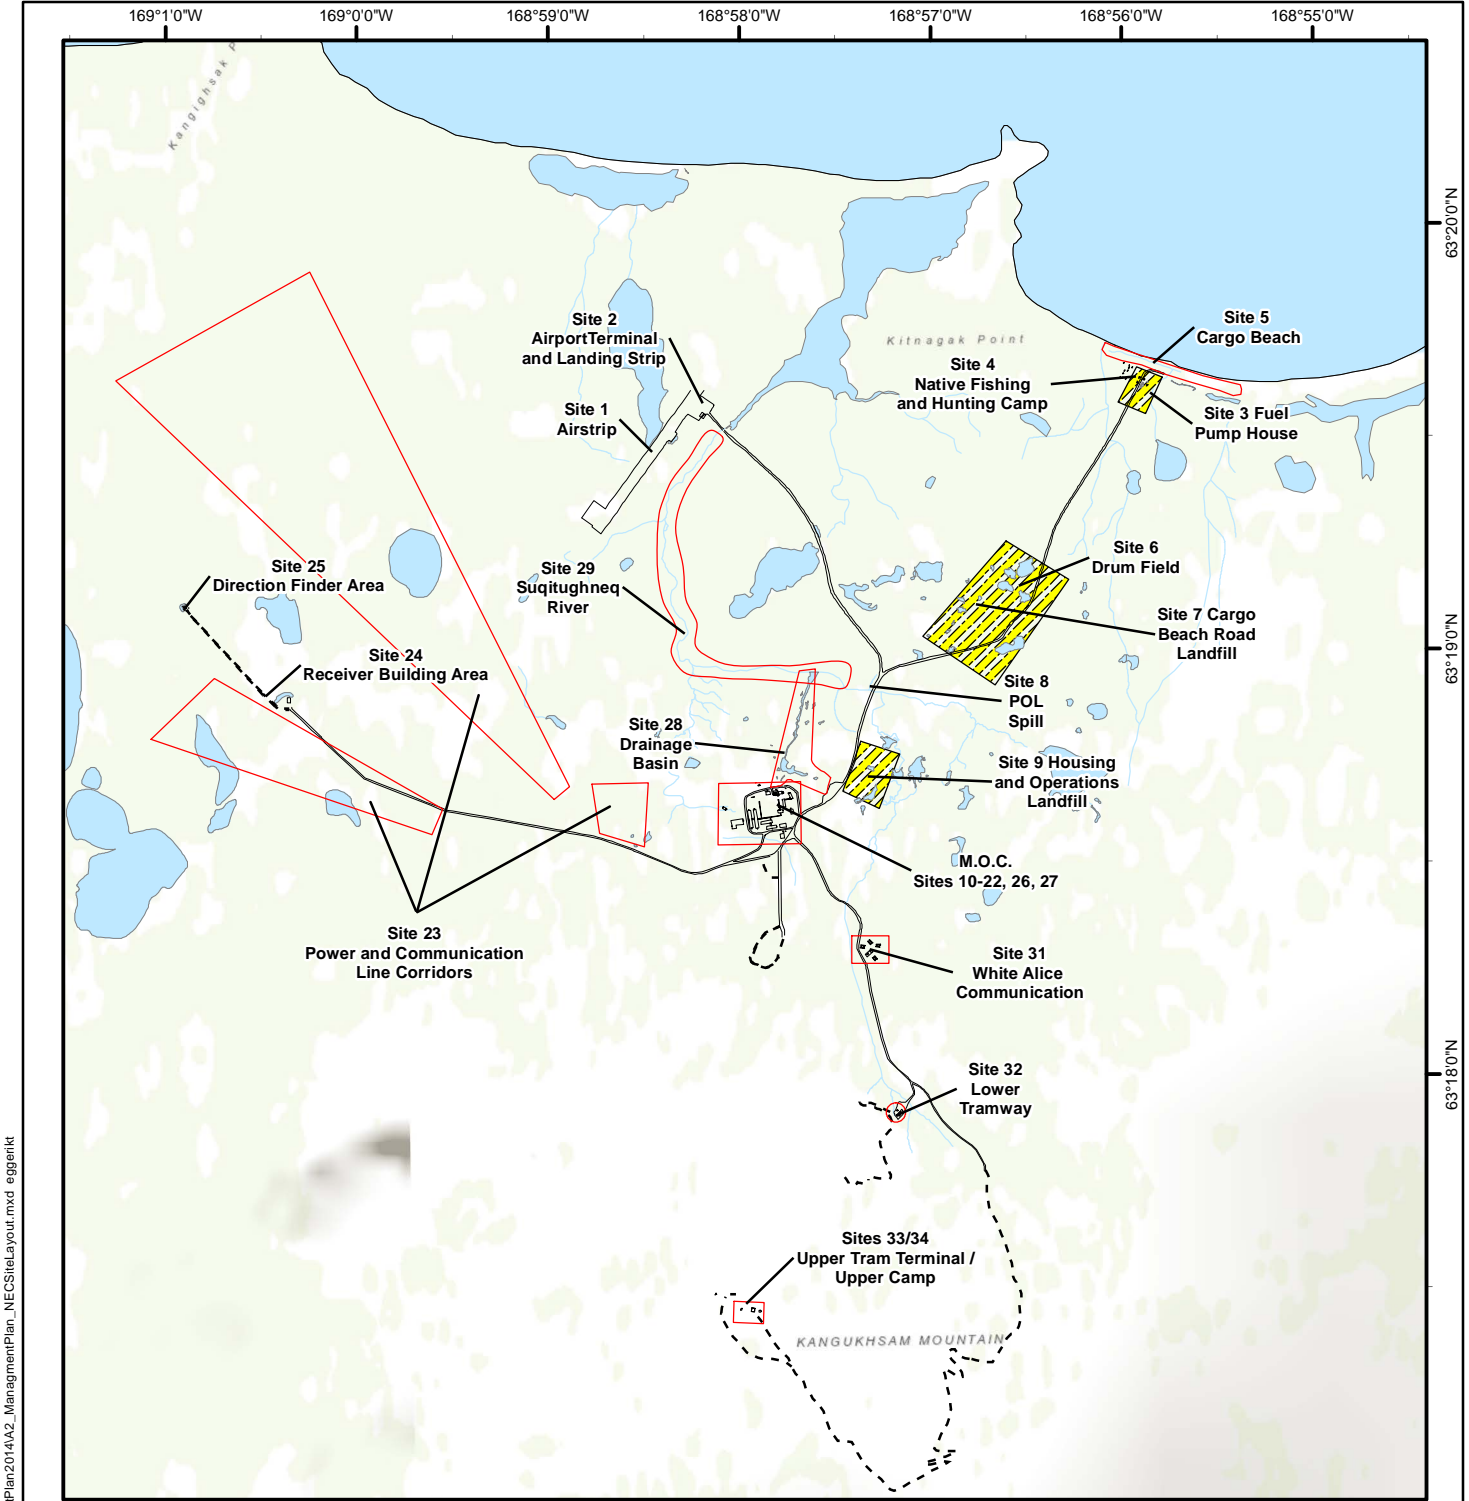 169°1'0"W
169°0'0"W
168°59'0"W
168°58'0"W
168°57'0"W
168°56'0"W
168°55'0"W
Kangighsak P
63°20'0"N
Site 2
AirportTerminal
and Landing Strip
Site 5
Cargo Beach
Kitnagak Point
Site 4
Native Fishing
and Hunting Camp
Site 1
Airstrip
Site 3 Fuel
Pump House
Site 6
Drum Field
Site 25
Direction Finder Area
Site 29
Suqitughneq
River
Site 7 Cargo
Beach Road
Landfill
63°19'0"N
Site 24
Receiver Building Area
Site 8
POL
Spill
Site 28
Drainage
Basin
Site 9 Housing
and Operations
Landfill
M.O.C.
Sites 10-22, 26, 27
Site 23
Power and Communication
Line Corridors
Site 31
White Alice
Communication
63°18'0"N
Site 32
Lower
Tramway
Sites 33/34
Upper Tram Terminal /
Upper Camp
KANGUKHSAM MOUNTAIN
tPlan2014\A2_ManagmentPlan_NECSiteLayout.mxd eggerikt